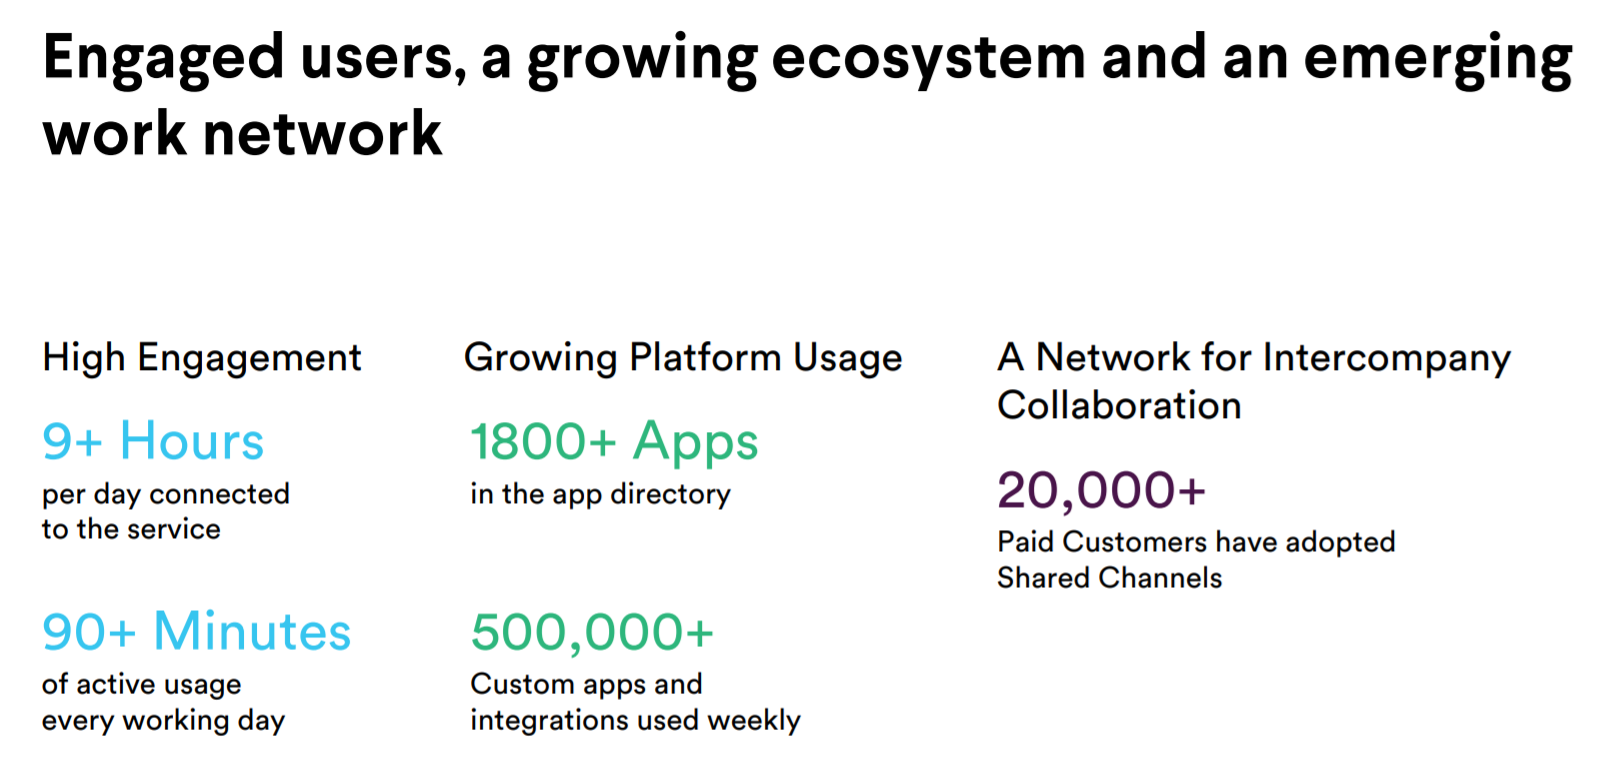 Engaged users, a growing ecosystem and an emerging
work network
High Engagement
9+ Hours
per day connected
to the service
90+ Minutes
of active usage
every working day
Growing Platform Usage
1800+ Apps
in the app directory
500,000+
Custom apps and
integrations used weekly
A Network for Intercompany
Collaboration
20,000+
Paid Customers have adopted
Shared Channels